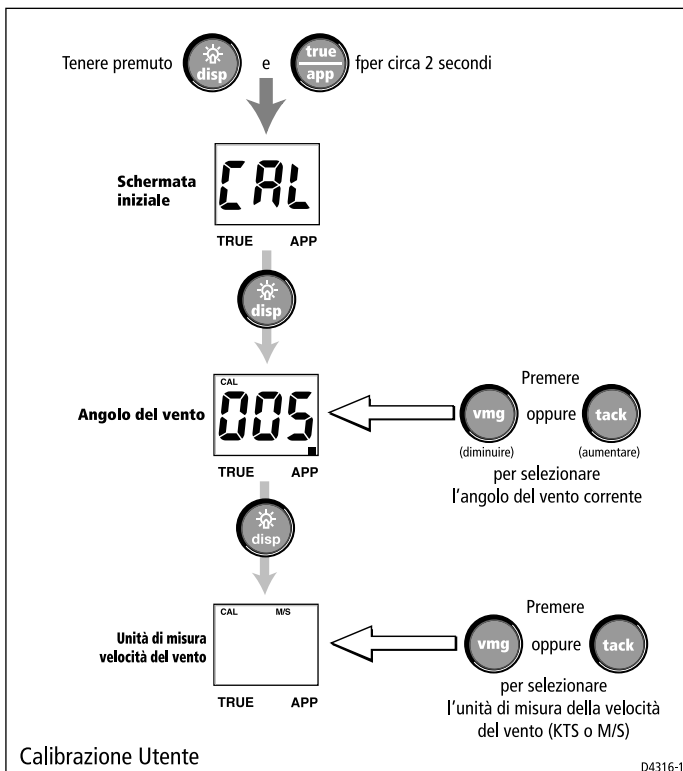 Tenere premuto disp e true app fper circa 2 secondi
Schermata
iniziale
CAL
TRUE APP
disp
Angolo del vento
CAL
005
TRUE APP
Premere
vmg oppure tack
(diminuire) (aumentare)
per selezionare
l'angolo del vento corrente
disp
Unità di misura
velocità del vento
CAL M/S
TRUE APP
Premere
vmg oppure tack
per selezionare
l'unità di misura della velocità
del vento (KTS o M/S)
Calibrazione Utente
D4316-1